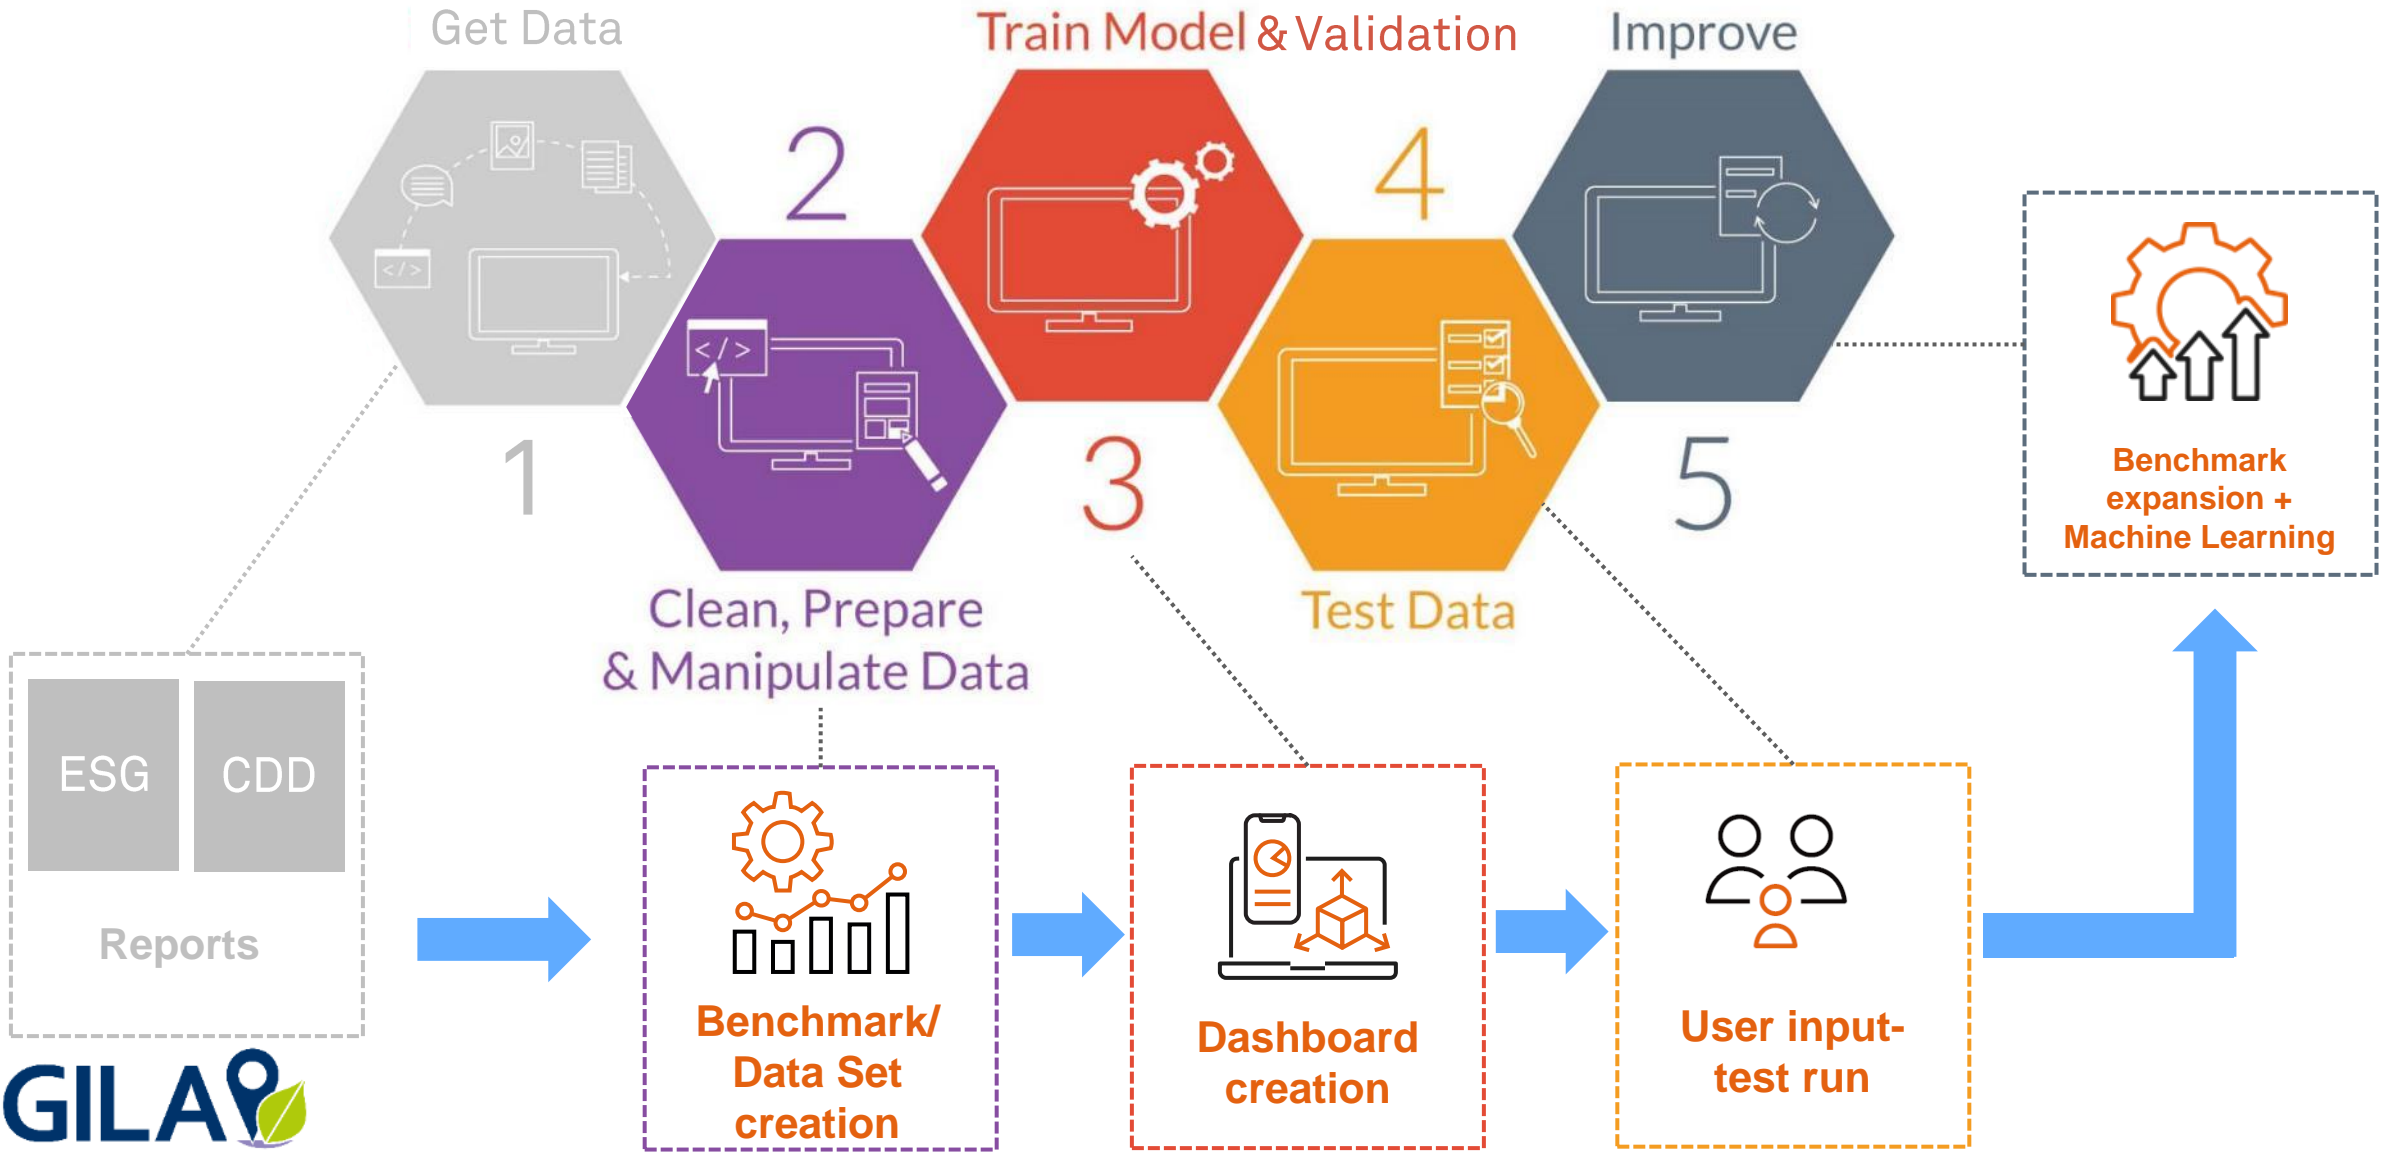 Get Data
Train Model & Validation
Improve
2
4
</>
</>
1
3
5
Clean, Prepare
& Manipulate Data
Test Data
Benchmark
expansion +
Machine Learning
ESG
CDD
Reports
Benchmark/
Data Set
creation
Dashboard
creation
User input-
test run
GILA